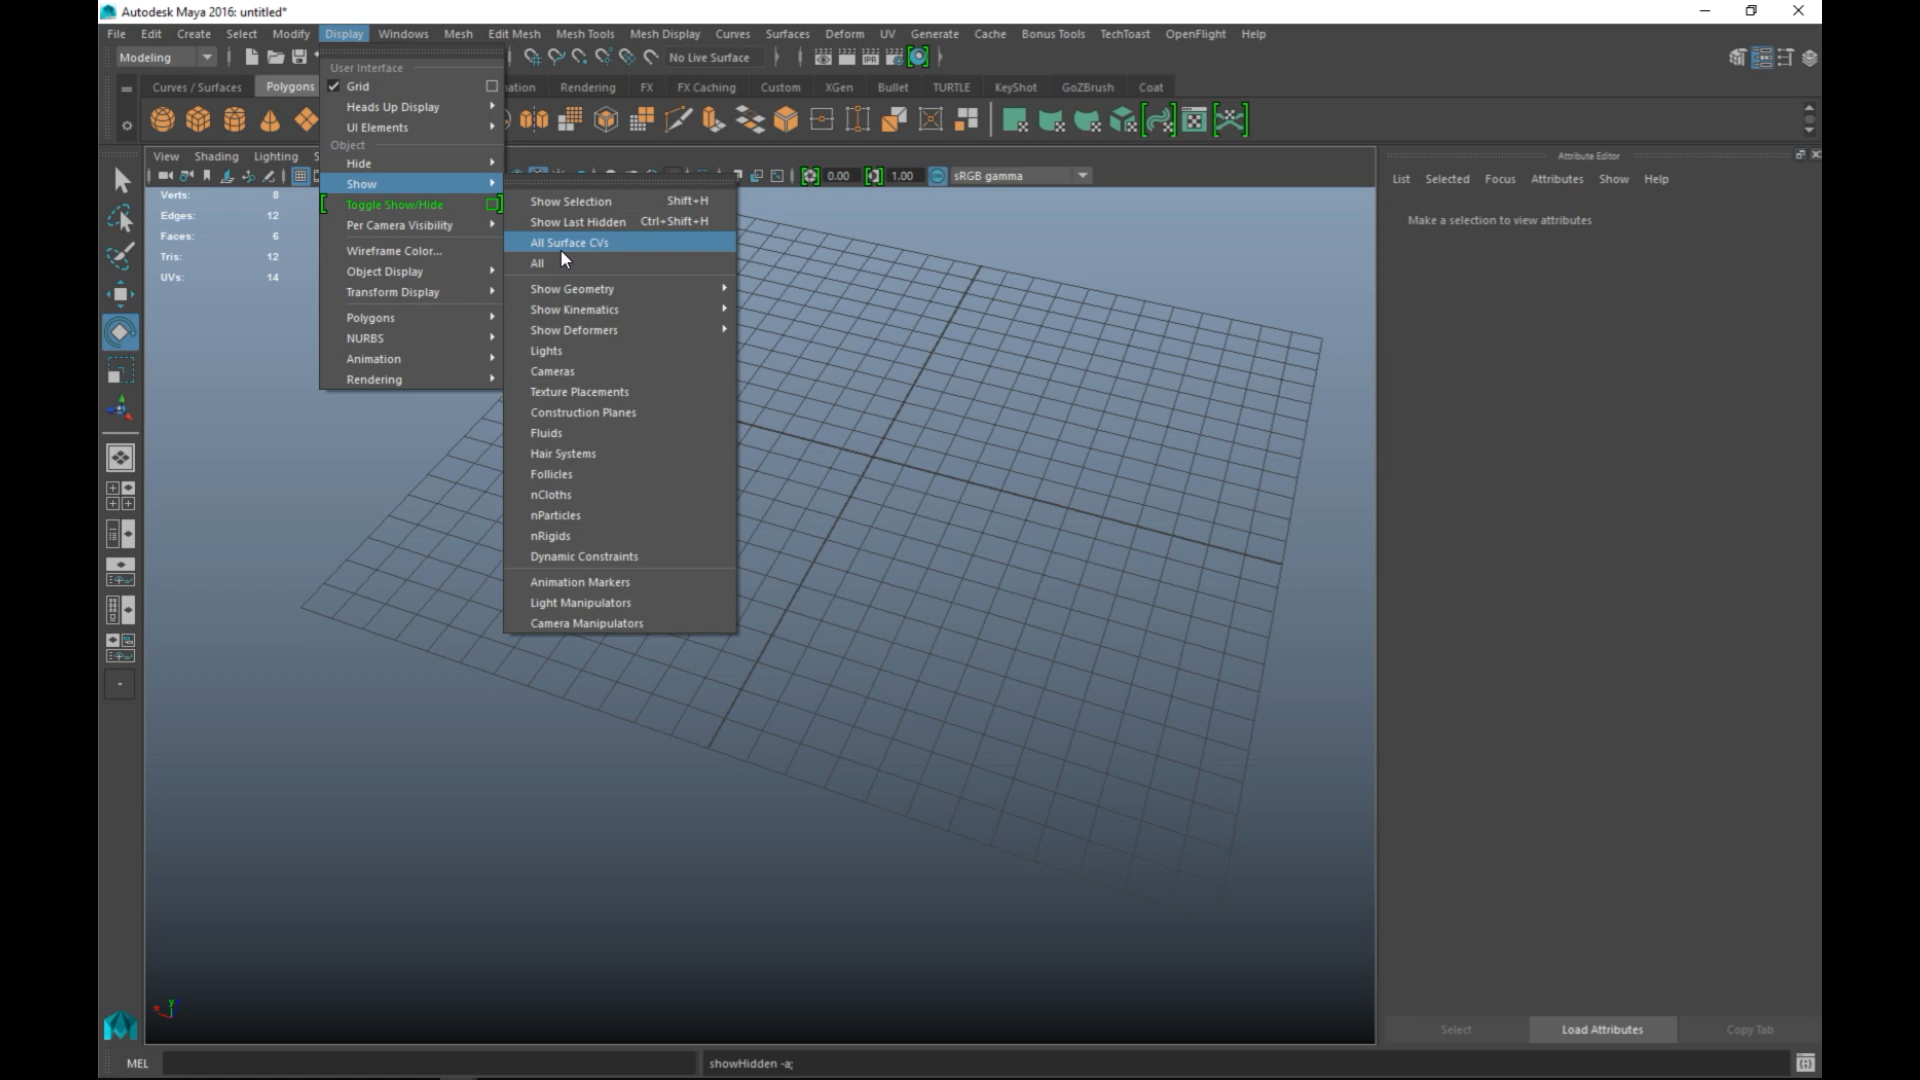 Autodesk Maya 2016: untitled*
File Edit Create Select Modify Display Windows Mesh Edit Mesh Mesh Tools Mesh Display Curves Surfaces Deform UV Generate Cache Bonus Tools TechToast OpenFlight Help
Modeling No Live Surface IPR
Curves / Surfaces Polygons ation Rendering FX FX Caching Custom XGen Bullet TURTLE KeyShot GoZBrush Coat
User Interface
Grid
Heads Up Display
UI Elements
Object
Hide
Show
Toggle Show/Hide
Per Camera Visibility
Wireframe Color...
Object Display
Transform Display
Polygons
NURBS
Animation
Rendering
View Shading Lighting S
0.00 1.00 sRGB gamma
Verts: 8
Edges: 12
Faces: 6
Tris: 12
UVs: 14
Show Selection Shift+H
Show Last Hidden Ctrl+Shift+H
All Surface CVs
All
Show Geometry
Show Kinematics
Show Deformers
Lights
Cameras
Texture Placements
Construction Planes
Fluids
Hair Systems
Follicles
nCloths
nParticles
nRigids
Dynamic Constraints
Animation Markers
Light Manipulators
Camera Manipulators
Attribute Editor
List Selected Focus Attributes Show Help
Make a selection to view attributes
Select Load Attributes Copy Tab
y
x
MEL showHidden -a;